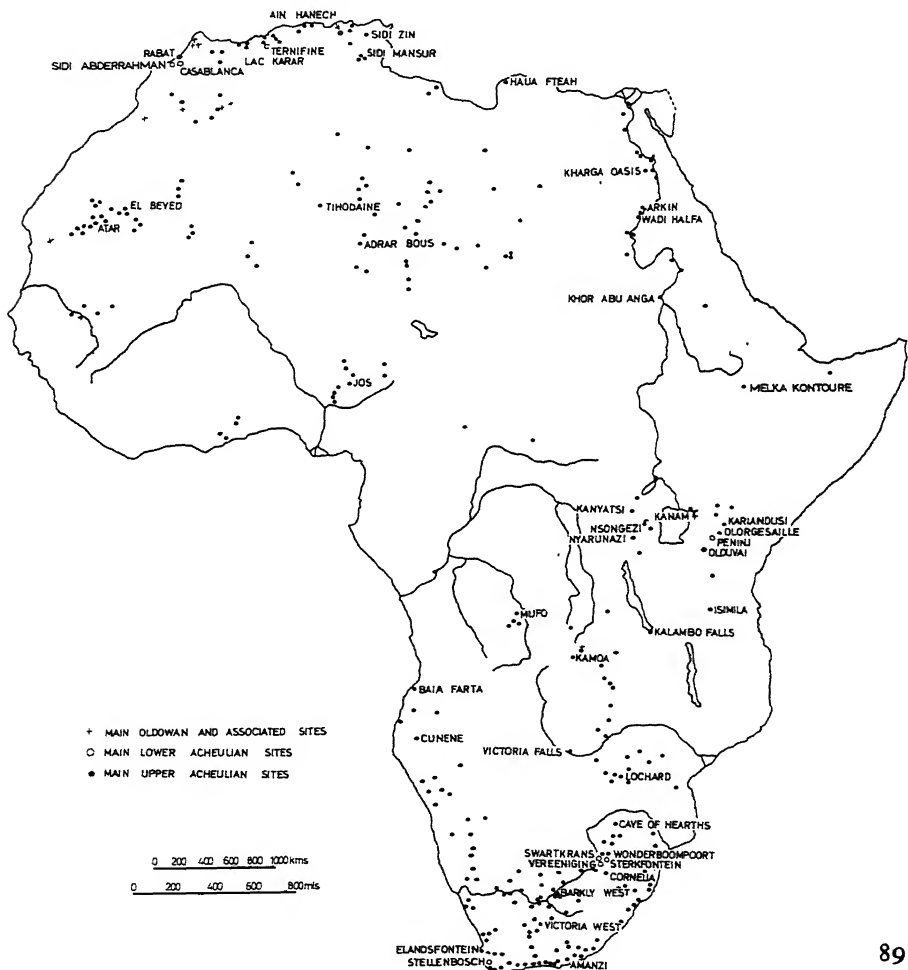 AIN HANECH
SIDI ZIN
TERNIFINE
RABAT
LAC KARAR
SIDI MANSUR
SIDI ABDERRAHMAN
CASABLANCA
HAUA FTEAH
KHARGA OASIS
EL BEYED
TIHODAINE
ARKIN
WADI HALFA
ATAR
ADRAR BOUS
KHOR ABU ANGA
JOS
MELKA KONTOURE
KANYATSI
KANAM
KARIANDUSI
NSONGEZI
OLORGESAILLE
NYARUNAZI
PENINJ
OLDUVAI
ISIMILA
MUFO
KALAMBO FALLS
KAMOA
BAIA FARTA
+ MAIN OLDOWAN AND ASSOCIATED SITES
CUNENE
VICTORIA FALLS
○ MAIN LOWER ACHEULIAN SITES
● MAIN UPPER ACHEULIAN SITES
LOCHARD
CAVE OF HEARTHS
SWARTKRANS
WONDERBOOMPOORT
0 200 400 600 800 1000 kms
VEREENIGING
STERKFONTEIN
CORNELIA
0 200 400 600 800 mls
BARKLY WEST
VICTORIA WEST
ELANDSFONTEIN
STELLENBOSCH
AMANZI
89